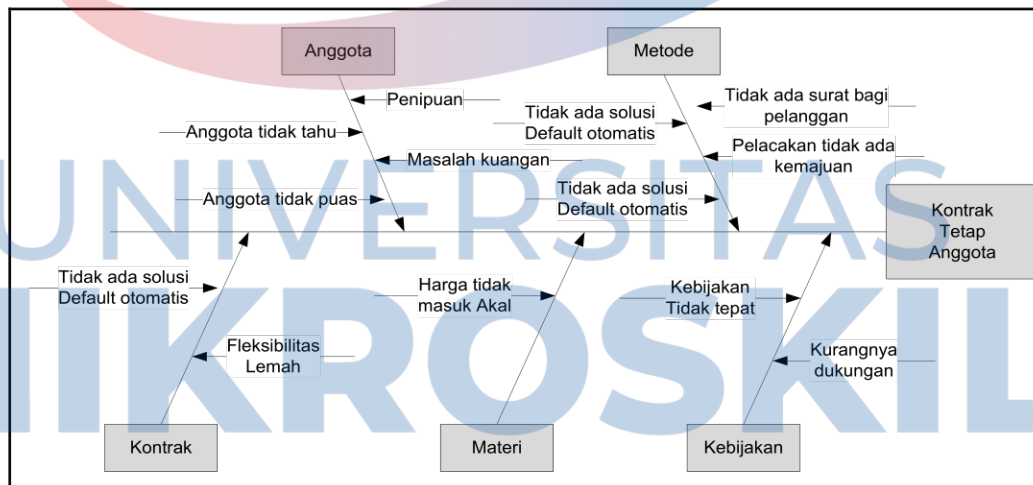 Anggota
Metode
Penipuan
Tidak ada surat bagi
pelanggan
Tidak ada solusi
Default otomatis
Anggota tidak tahu
Pelacakan tidak ada
kemajuan
Masalah kuangan
Anggota tidak puas
Tidak ada solusi
Default otomatis
Kontrak
Tetap
Anggota
UNIVERSITAS
Tidak ada solusi
Default otomatis
Harga tidak
masuk Akal
Kebijakan
Tidak tepat
Fleksibilitas
Lemah
Kurangnya
dukungan
MIKROSKIL
Kontrak
Materi
Kebijakan